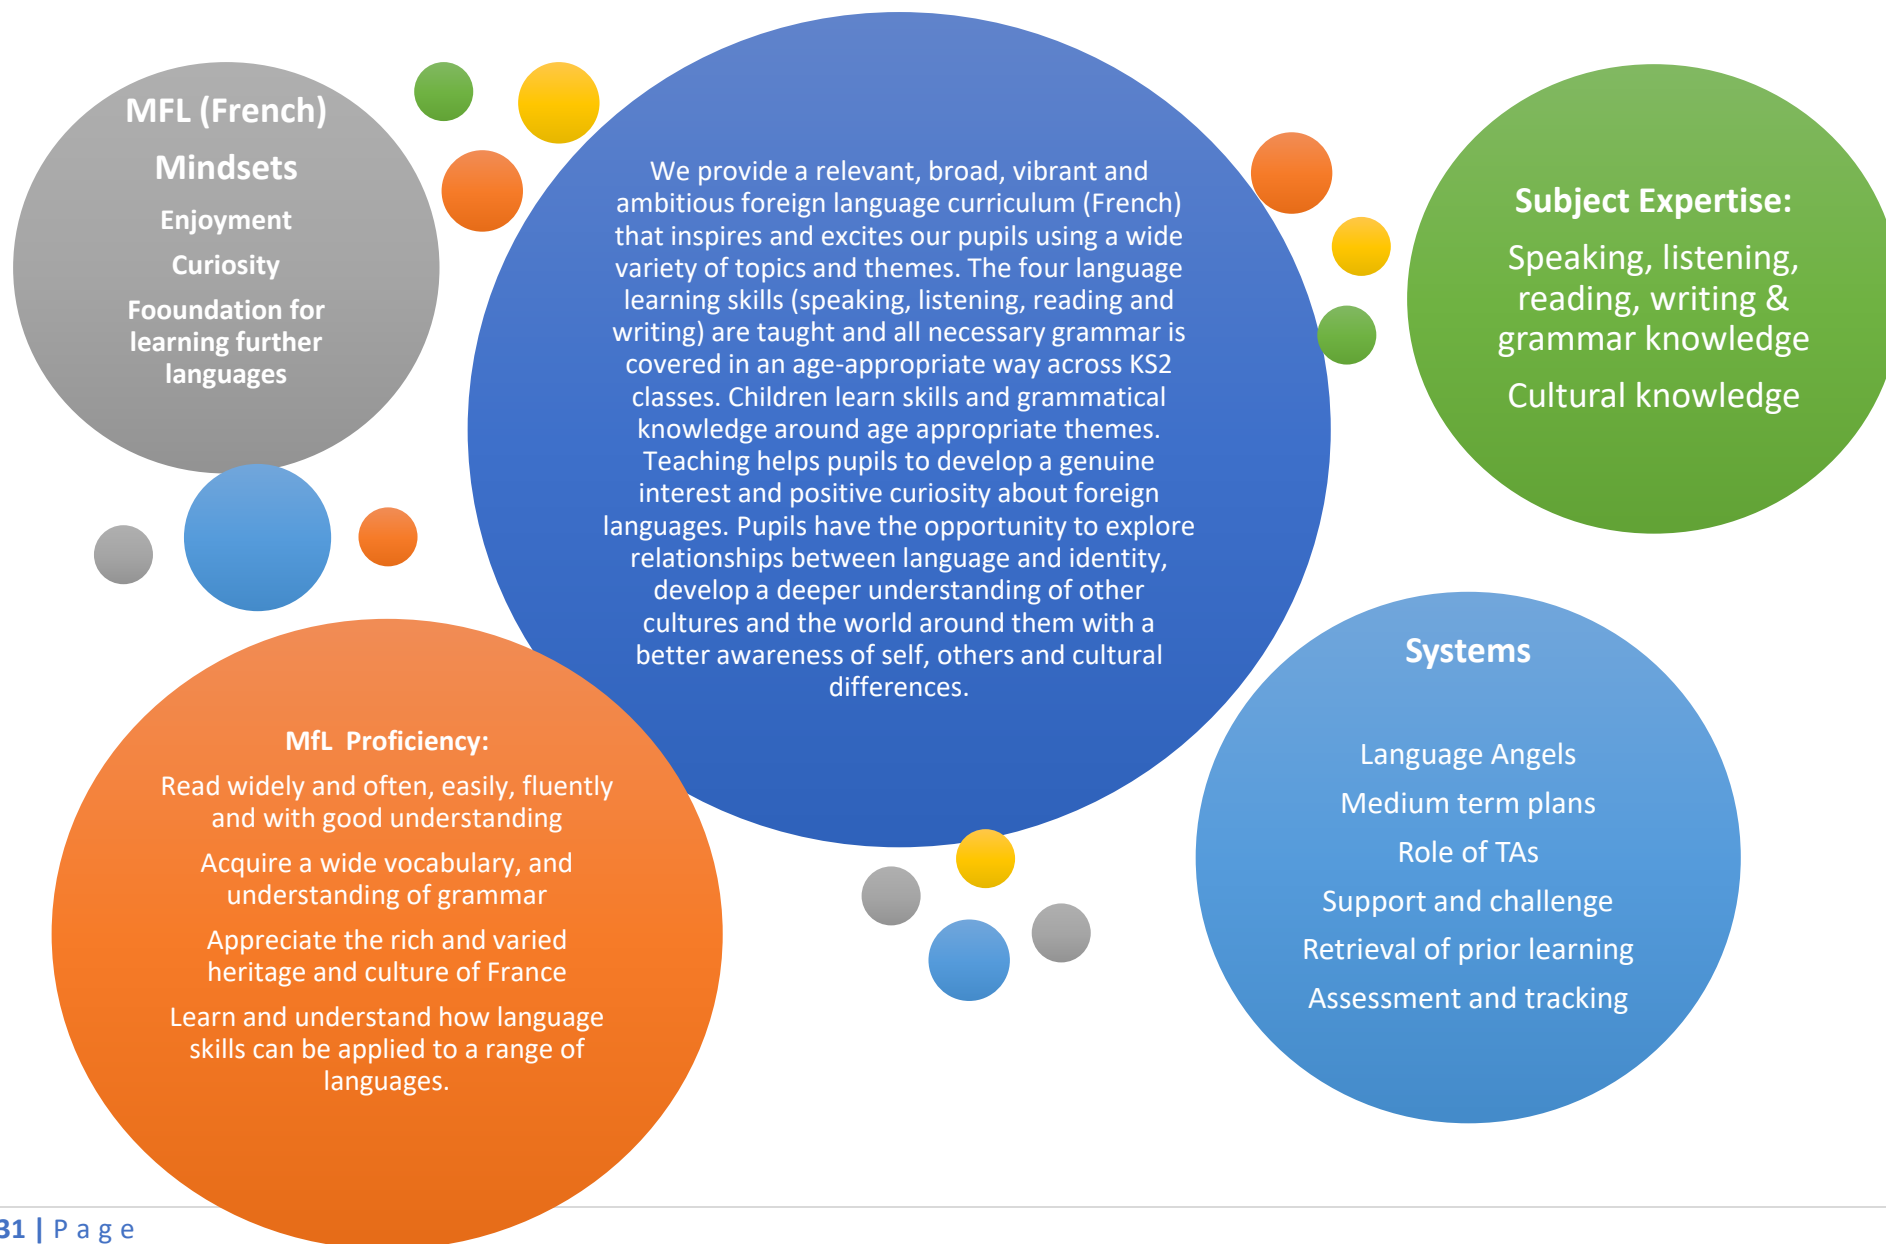 MFL (French)
Mindsets
Enjoyment
Curiosity
Fooundation for
learning further
languages
We provide a relevant, broad, vibrant and
ambitious foreign language curriculum (French)
that inspires and excites our pupils using a wide
variety of topics and themes. The four language
learning skills (speaking, listening, reading and
writing) are taught and all necessary grammar is
covered in an age-appropriate way across KS2
classes. Children learn skills and grammatical
knowledge around age appropriate themes.
Teaching helps pupils to develop a genuine
interest and positive curiosity about foreign
languages. Pupils have the opportunity to explore
relationships between language and identity,
develop a deeper understanding of other
cultures and the world around them with a
better awareness of self, others and cultural
differences.
Subject Expertise:
Speaking, listening,
reading, writing &
grammar knowledge
Cultural knowledge
MfL  Proficiency:
Read widely and often, easily, fluently
and with good understanding
Acquire a wide vocabulary, and
understanding of grammar
Appreciate the rich and varied
heritage and culture of France
Learn and understand how language
skills can be applied to a range of
languages.
Systems
Language Angels
Medium term plans
Role of TAs
Support and challenge
Retrieval of prior learning
Assessment and tracking
31 | P a g e